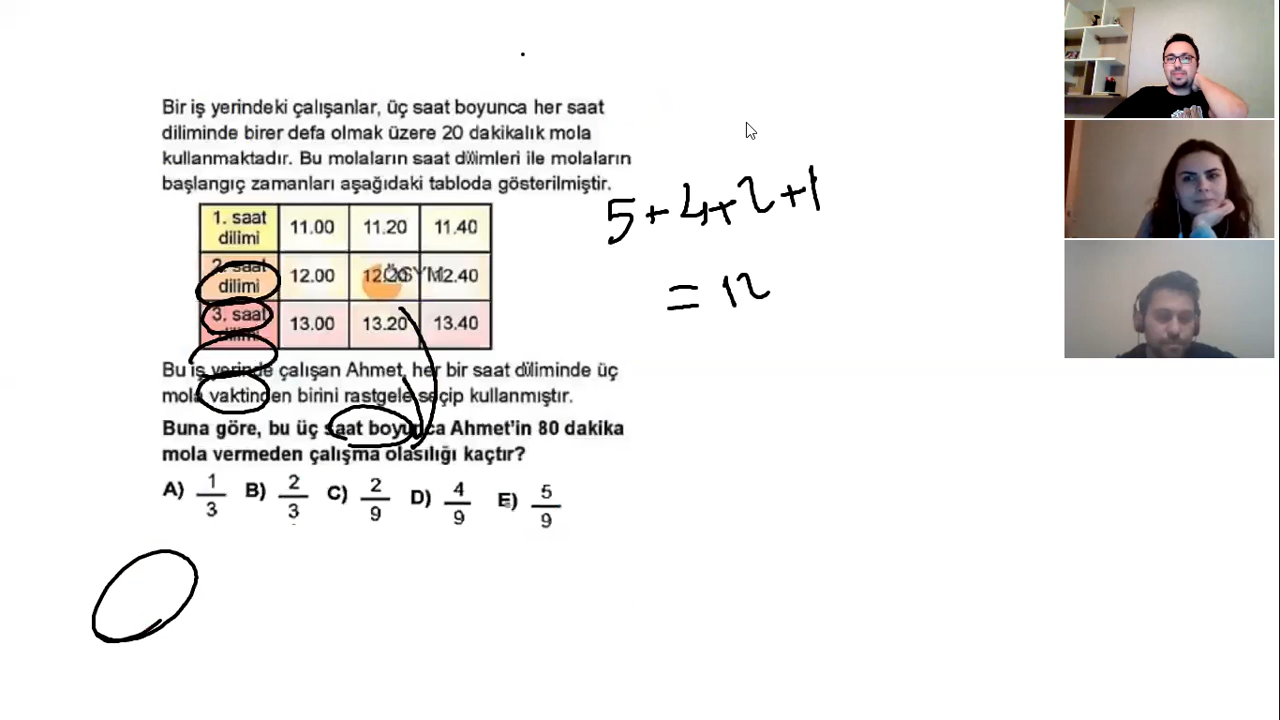 Bir iş yerindeki çalışanlar, üç saat boyunca her saat
diliminde birer defa olmak üzere 20 dakikalık mola
kullanmaktadır. Bu molaların saat dilimleri ile molaların
başlangıç zamanları aşağıdaki tabloda gösterilmiştir.
1. saat dilimi 11.00 11.20 11.40
2. saat dilimi 12.00 12.20 12.40
ÖSYM
3. saat dilimi 13.00 13.20 13.40
Bu iş yerinde çalışan Ahmet, her bir saat diliminde üç
mola vaktinden birini rastgele seçip kullanmıştır.
Buna göre, bu üç saat boyunca Ahmet'in 80 dakika
mola vermeden çalışma olasılığı kaçtır?
A) 1/3 B) 2/3 C) 2/9 D) 4/9 E) 5/9
5+4+2+1
= 12